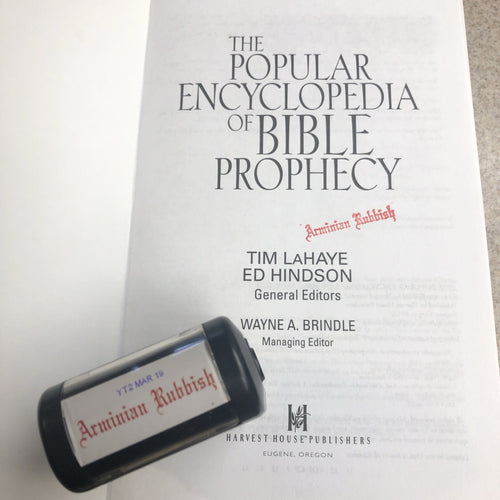 THE
POPULAR
ENCYCLOPEDIA
OF BIBLE
PROPHECY
Arminian Rubbish
TIM LAHAYE
ED HINDSON
General Editors
WAYNE A. BRINDLE
Managing Editor
HARVEST HOUSE PUBLISHERS
EUGENE, OREGON
YT2 MAR 19
Arminian Rubbish